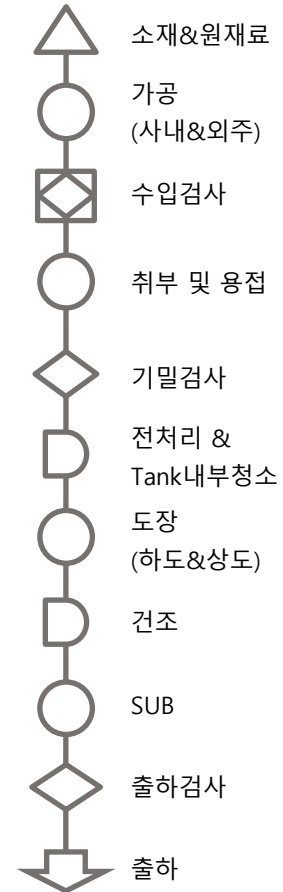 소재&원재료
가공
(사내&외주)
수입검사
취부 및 용접
기밀검사
전처리 &
Tank내부청소
도장
(하도&상도)
건조
SUB
출하검사
출하